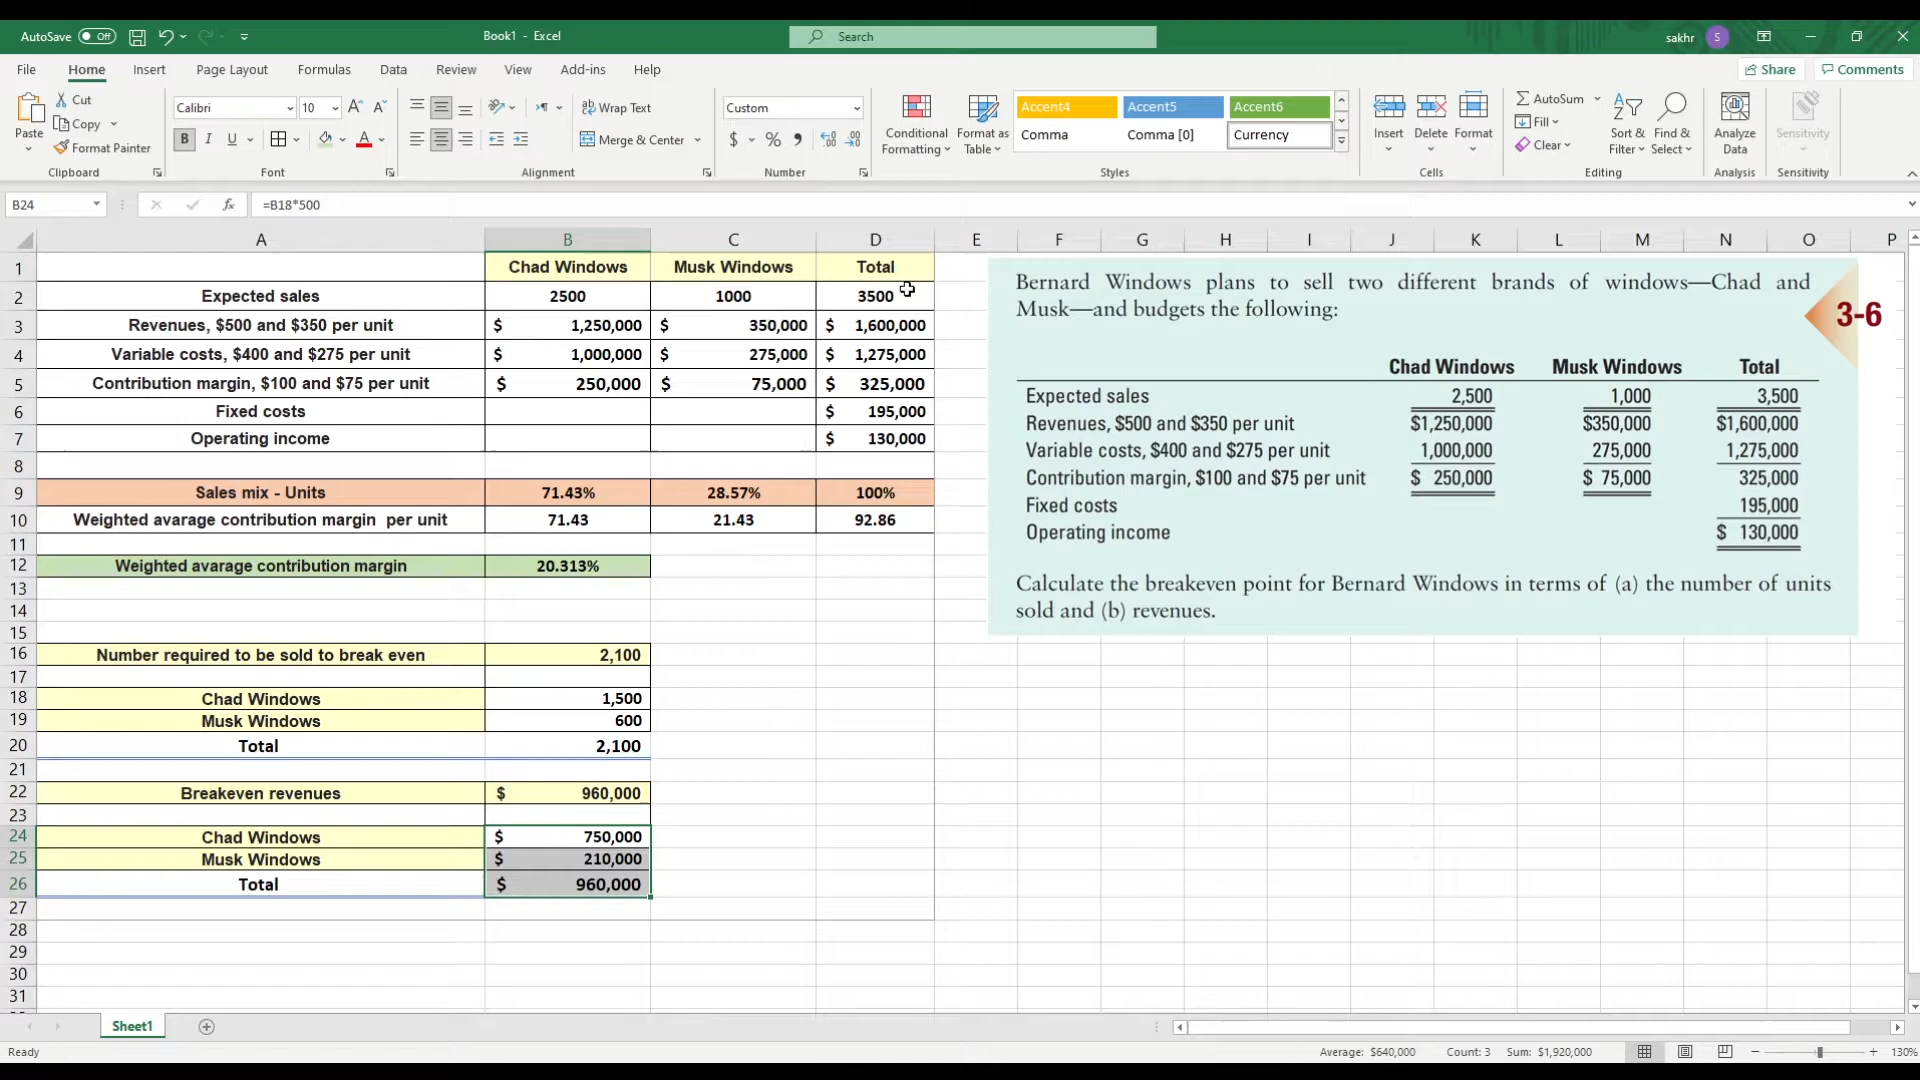 AutoSave Off Book1 - Excel Search sakhr S
File Home Insert Page Layout Formulas Data Review View Add-ins Help Share Comments
Paste Cut Copy Format Painter Clipboard
Calibri 10 A A B I U A Font
Wrap Text Merge & Center Alignment
Custom $ % , Number
Conditional Formatting Format as Table Accent4 Accent5 Accent6 Comma Comma [0] Currency Styles
Insert Delete Format Cells
AutoSum Fill Clear Sort & Filter Find & Select Editing
Analyze Data Analysis
Sensitivity Sensitivity
B24 fx =B18*500
A B C D E F G H I J K L M N O P
1 Chad Windows Musk Windows Total
2 Expected sales 2500 1000 3500
3 Revenues, $500 and $350 per unit $ 1,250,000 $ 350,000 $ 1,600,000
4 Variable costs, $400 and $275 per unit $ 1,000,000 $ 275,000 $ 1,275,000
5 Contribution margin, $100 and $75 per unit $ 250,000 $ 75,000 $ 325,000
6 Fixed costs $ 195,000
7 Operating income $ 130,000
8
9 Sales mix - Units 71.43% 28.57% 100%
10 Weighted avarage contribution margin per unit 71.43 21.43 92.86
11
12 Weighted avarage contribution margin 20.313%
13
14
15
16 Number required to be sold to break even 2,100
17
18 Chad Windows 1,500
19 Musk Windows 600
20 Total 2,100
21
22 Breakeven revenues $ 960,000
23
24 Chad Windows $ 750,000
25 Musk Windows $ 210,000
26 Total $ 960,000
27
28
29
30
31
Bernard Windows plans to sell two different brands of windows—Chad and
Musk—and budgets the following:
3-6
Chad Windows Musk Windows Total
Expected sales 2,500 1,000 3,500
Revenues, $500 and $350 per unit $1,250,000 $350,000 $1,600,000
Variable costs, $400 and $275 per unit 1,000,000 275,000 1,275,000
Contribution margin, $100 and $75 per unit $ 250,000 $ 75,000 325,000
Fixed costs 195,000
Operating income $ 130,000
Calculate the breakeven point for Bernard Windows in terms of (a) the number of units
sold and (b) revenues.
Sheet1
Ready Average: $640,000 Count: 3 Sum: $1,920,000 130%